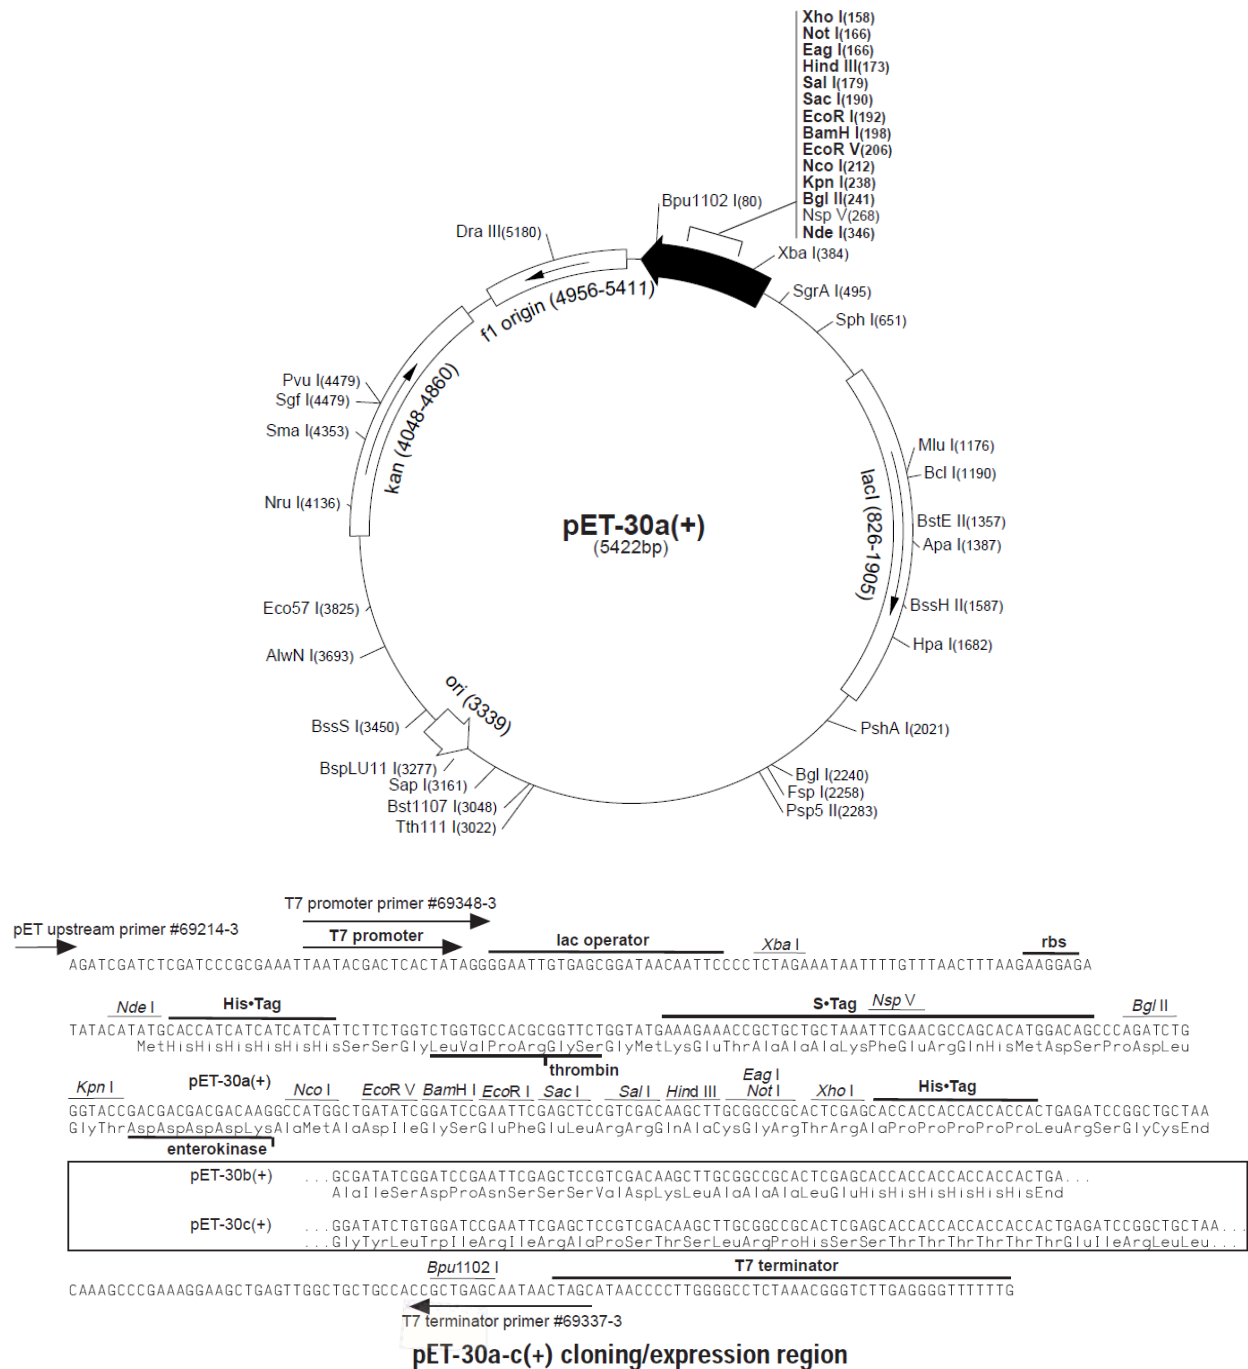 Xho I(158)
Not I(166)
Eag I(166)
Hind III(173)
Sal I(179)
Sac I(190)
EcoR I(192)
BamH I(198)
EcoR V(206)
Nco I(212)
Kpn I(238)
Bgl II(241)
Nsp V(268)
Nde I(346)
Bpu1102 I(80)
Dra III(5180)
Xba I(384)
SgrA I(495)
Sph I(651)
f1 origin (4956-5411)
kan (4048-4860)
lacI (826-1905)
ori (3339)
Pvu I(4479)
Sgf I(4479)
Sma I(4353)
Nru I(4136)
Mlu I(1176)
Bcl I(1190)
BstE II(1357)
Apa I(1387)
BssH II(1587)
Hpa I(1682)
pET-30a(+)
(5422bp)
Eco57 I(3825)
AlwN I(3693)
BssS I(3450)
BspLU11 I(3277)
Sap I(3161)
Bst1107 I(3048)
Tth111 I(3022)
PshA I(2021)
Bgl I(2240)
Fsp I(2258)
Psp5 II(2283)
T7 promoter primer #69348-3
pET upstream primer #69214-3
T7 promoter lac operator Xba I rbs
AGATCGATCTCGATCCCGCGAAATTAATACGACTCACTATAGGGGAATTGTGAGCGGATAACAATTCCCCTCTAGAAATAATTTTGTTTAACTTTAAGAAGGAGA
Nde I His•Tag S•Tag Nsp V Bgl II
TATACATATGCACCATCATCATCATCATTCTTCTGGTCTGGTGCCACGCGGTTCTGGTATGAAAGAAACCGCTGCTGCTAAATTCGAACGCCAGCACATGGACAGCCCAGATCTG
MetHisHisHisHisHisHisSerSerGlyLeuValProArgGlySerGlyMetLysGluThrAlaAlaAlaLysPheGluArgGlnHisMetAspSerProAspLeu
thrombin
Kpn I pET-30a(+) Nco I EcoR V BamH I EcoR I Sac I Sal I Hind III Eag I Not I Xho I His•Tag
GGTACCGACGACGACGACAAGGCCATGGCTGATATCGGATCCGAATTCGAGCTCCGTCGACAAGCTTGCGGCCGCACTCGAGCACCACCACCACCACCACTGAGATCCGGCTGCTAA
GlyThrAspAspAspAspLysAlaMetAlaAspIleGlySerGluPheGluLeuArgArgGlnAlaCysGlyArgThrArgAlaProProProProProLeuArgSerGlyCysEnd
enterokinase
pET-30b(+) ...GCGATATCGGATCCGAATTCGAGCTCCGTCGACAAGCTTGCGGCCGCACTCGAGCACCACCACCACCACCACTGA...
AlaIleSerAspProAsnSerSerSerValAspLysLeuAlaAlaAlaLeuGluHisHisHisHisHisHisEnd
pET-30c(+) ...GGATATCTGTGGATCCGAATTCGAGCTCCGTCGACAAGCTTGCGGCCGCACTCGAGCACCACCACCACCACCACTGAGATCCGGCTGCTAA...
...GlyTyrLeuTrpIleArgIleArgAlaProSerThrSerLeuArgProHisSerSerThrThrThrThrThrThrGluIleArgLeuLeu...
Bpu1102 I T7 terminator
CAAAGCCCGAAAGGAAGCTGAGTTGGCTGCTGCCACCGCTGAGCAATAACTAGCATAACCCCTTGGGGCCTCTAAACGGGTCTTGAGGGGTTTTTTG
T7 terminator primer #69337-3
pET-30a-c(+) cloning/expression region